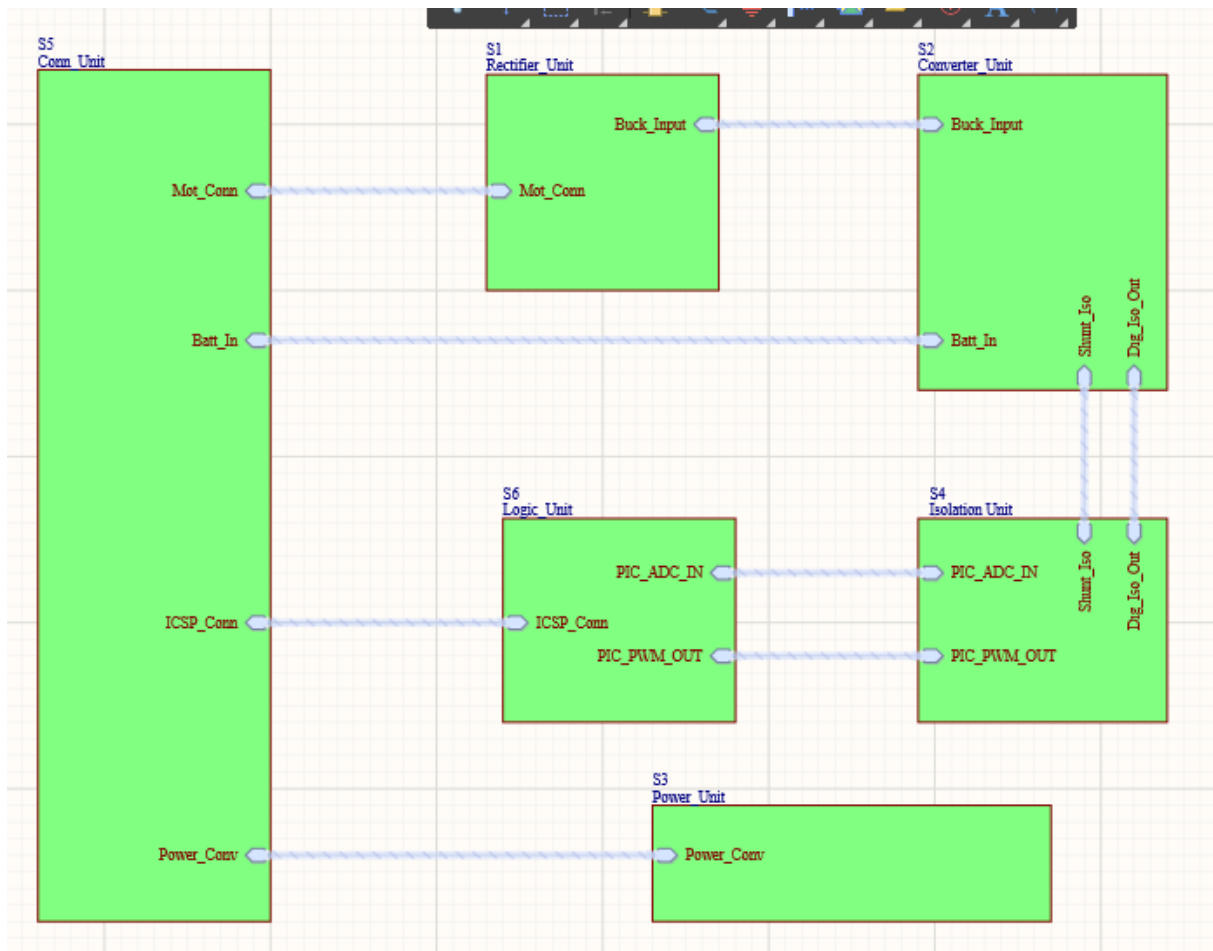 S5
Conn_Unit
Mot_Conn
Batt_In
ICSP_Conn
Power_Conv
S1
Rectifier_Unit
Buck_Input
Mot_Conn
S2
Converter_Unit
Buck_Input
Batt_In
Shunt_Iso
Dig_Iso_Out
S6
Logic_Unit
PIC_ADC_IN
ICSP_Conn
PIC_PWM_OUT
S4
Isolation Unit
Shunt_Iso
Dig_Iso_Out
PIC_ADC_IN
PIC_PWM_OUT
S3
Power_Unit
Power_Conv